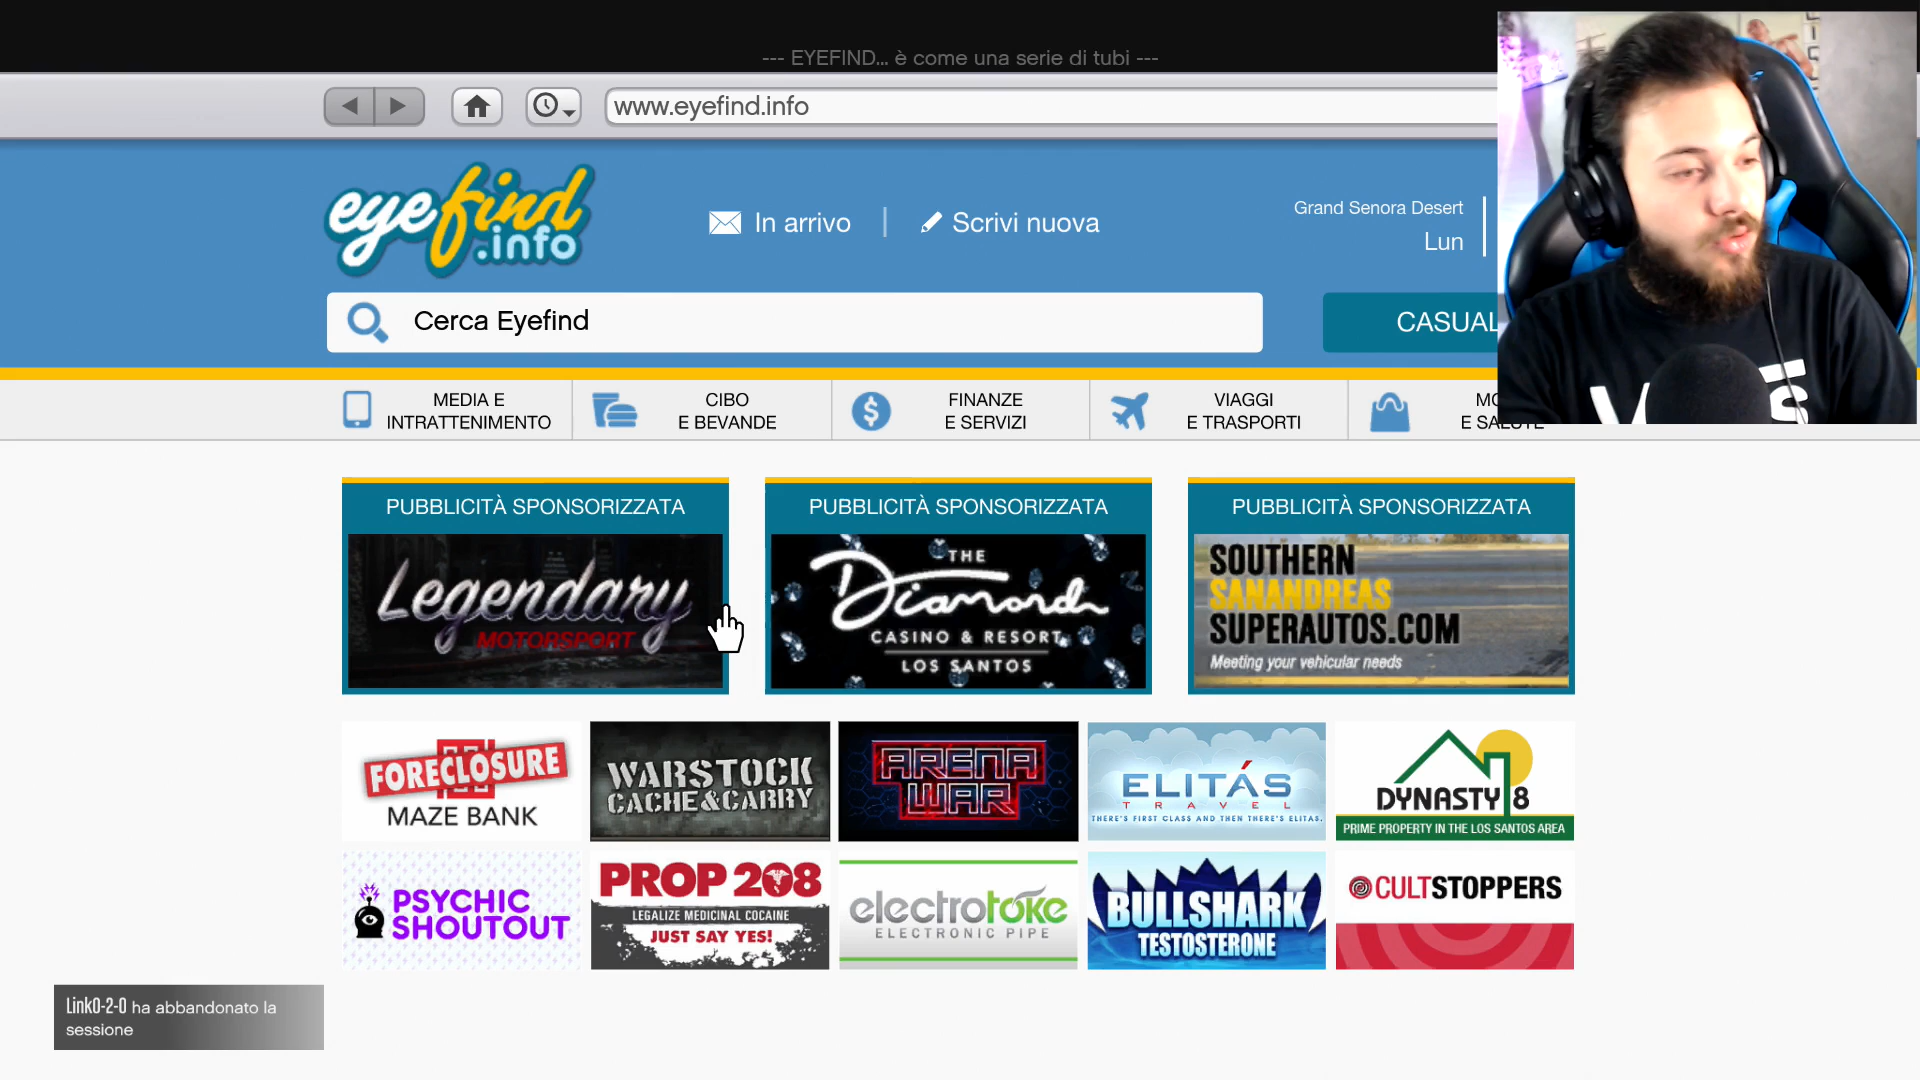 --- EYEFIND... è come una serie di tubi ---
www.eyefind.info
eyefind
.info
In arrivo
Scrivi nuova
Grand Senora Desert
Lun
Cerca Eyefind
CASUAL
MEDIA E
INTRATTENIMENTO
CIBO
E BEVANDE
FINANZE
E SERVIZI
VIAGGI
E TRASPORTI
MO
E SALUTE
PUBBLICITÀ SPONSORIZZATA
Legendary
MOTORSPORT
PUBBLICITÀ SPONSORIZZATA
THE
Diamond
CASINO & RESORT
LOS SANTOS
PUBBLICITÀ SPONSORIZZATA
SOUTHERN
SANANDREAS
SUPERAUTOS.COM
Meeting your vehicular needs
FORECLOSURE
MAZE BANK
WARSTOCK
CACHE&CARRY
ARENA
WAR
ELITÁS
TRAVEL
THERE'S FIRST CLASS AND THEN THERE'S ELITAS.
DYNASTY 8
PRIME PROPERTY IN THE LOS SANTOS AREA
PSYCHIC
SHOUTOUT
PROP 208
LEGALIZE MEDICINAL COCAINE
JUST SAY YES!
electrotoke
ELECTRONIC PIPE
BULLSHARK
TESTOSTERONE
CULTSTOPPERS
Link0-2-0 ha abbandonato la
sessione